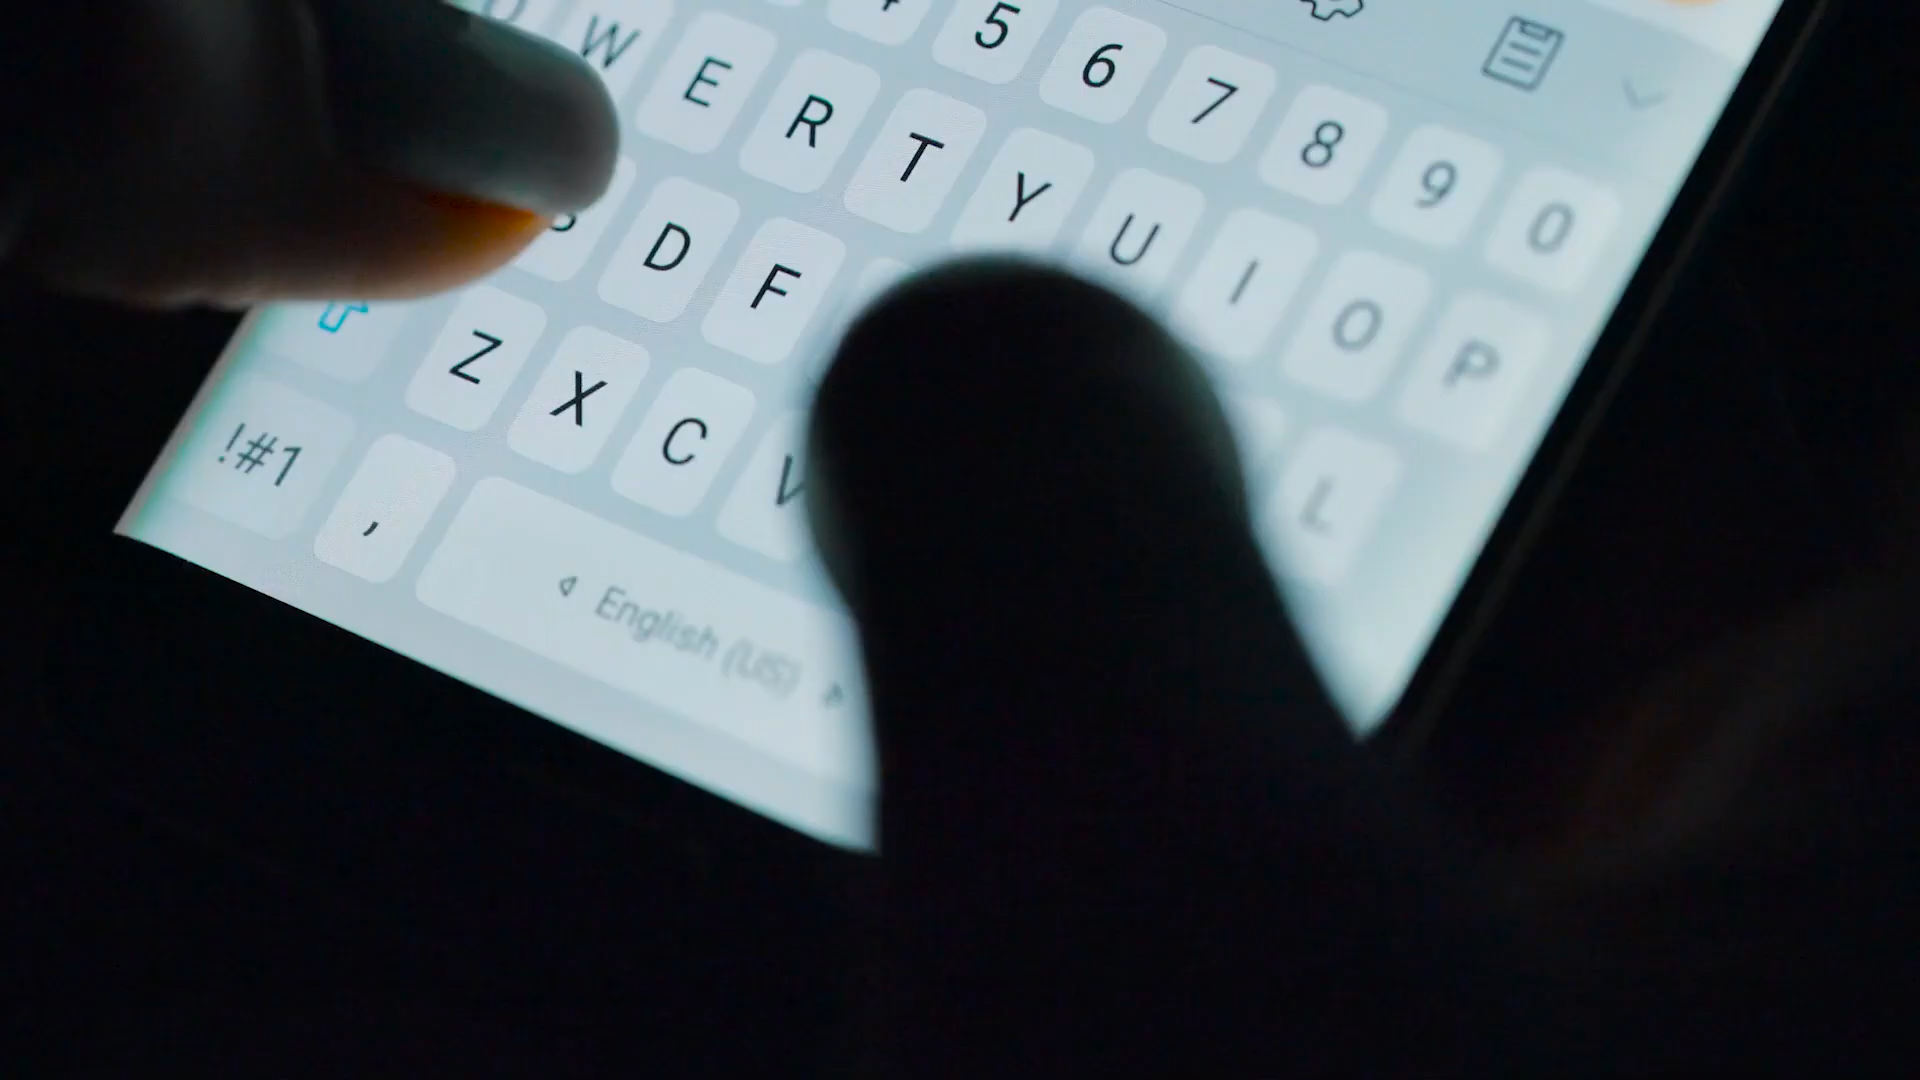 5 6 7 8 9 0
W E R T Y U I O P
S D F L
Z X C V
!#1 , English (US)